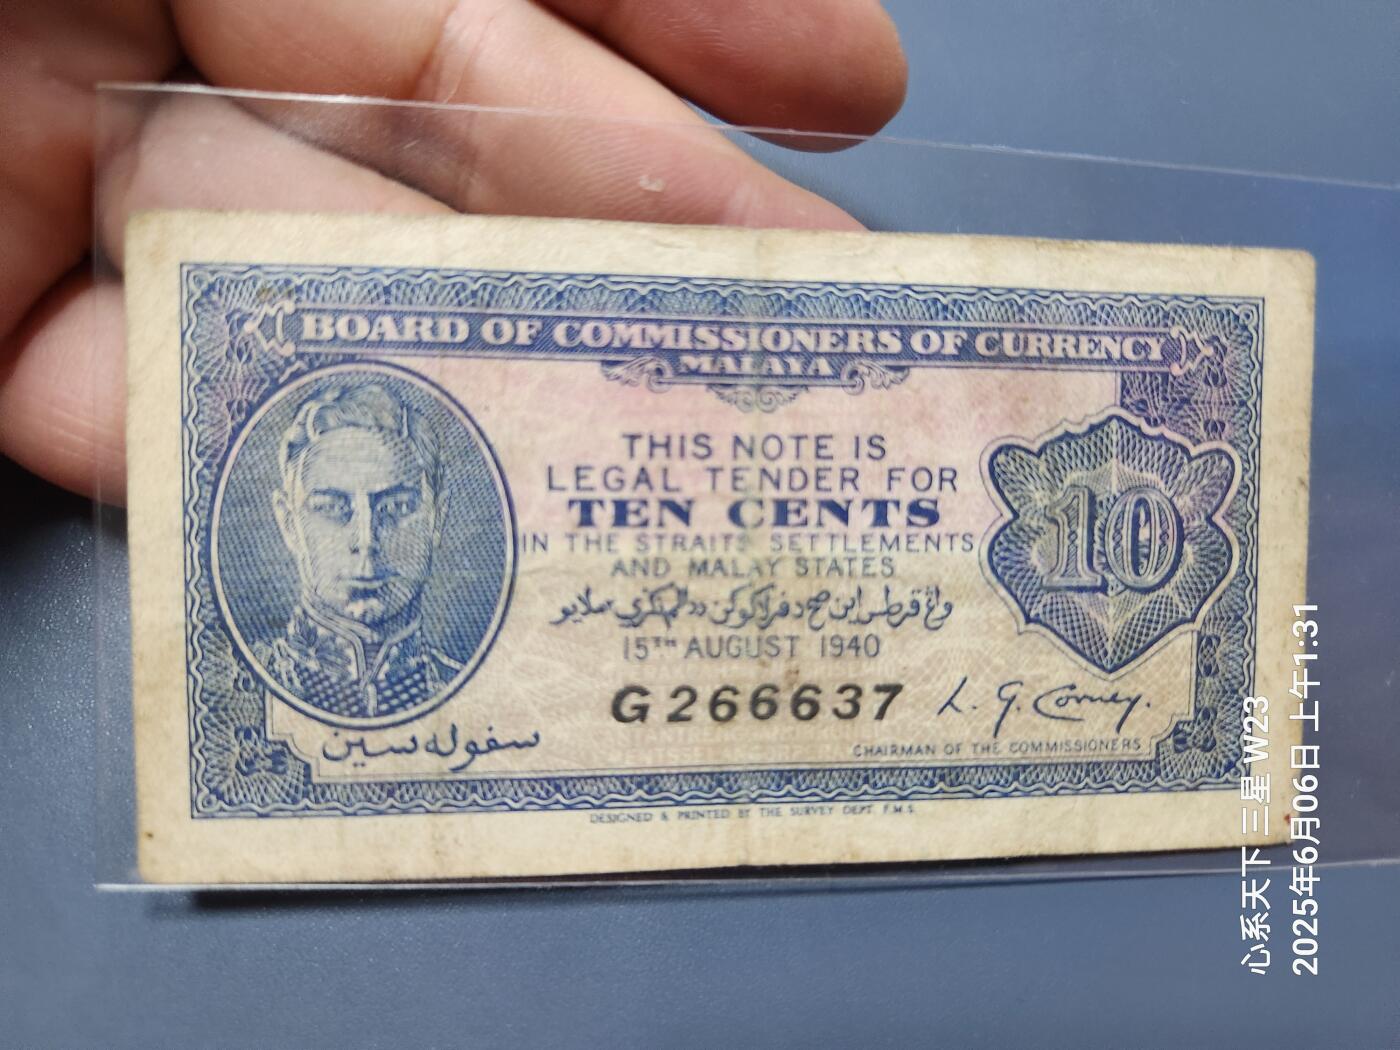 BOARD OF COMMISSIONERS OF CURRENCY
MALAYA
THIS NOTE IS
LEGAL TENDER FOR
TEN CENTS
IN THE STRAITS SETTLEMENTS
AND MALAY STATES
15TH AUGUST 1940
G266637
L. G. Corney.
سفوله سين
CHAIRMAN OF THE COMMISSIONERS
DESIGNED & PRINTED BY THE SURVEY DEPT. F.M.S.
10
心系天下 三星 W23
2025年6月06日 上午1:31